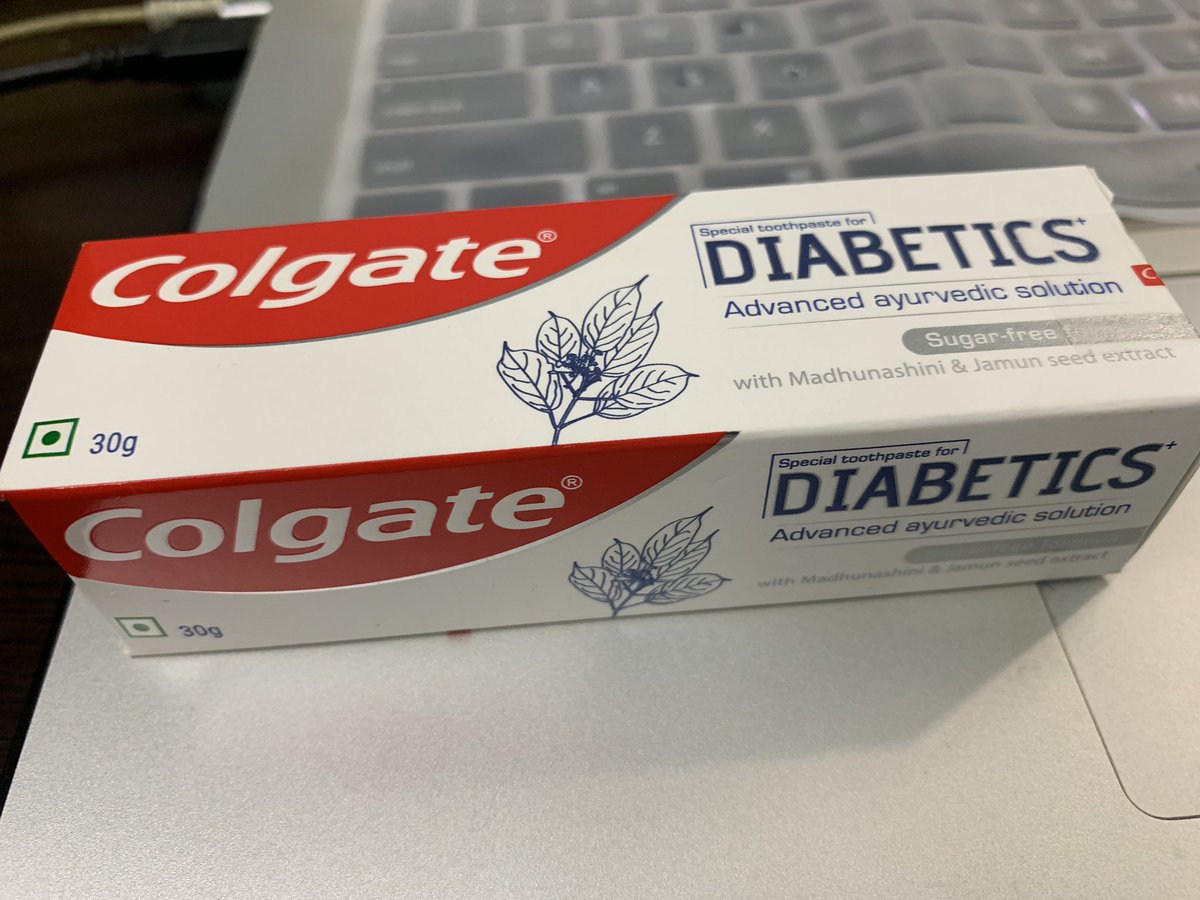 Colgate®
Special toothpaste for
DIABETICS+
Advanced ayurvedic solution
Sugar-free
with Madhunashini & Jamun seed extract
30g
Colgate®
Special toothpaste for
DIABETICS+
Advanced ayurvedic solution
with Madhunashini & Jamun seed extract
30g
A
S
Z
X